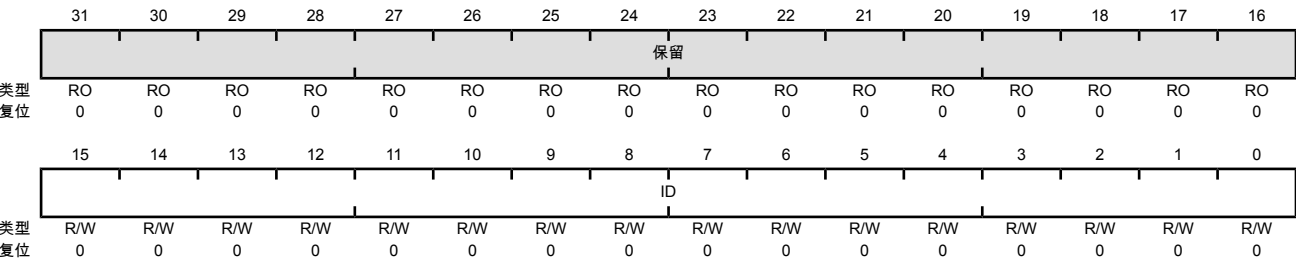 31 30 29 28 27 26 25 24 23 22 21 20 19 18 17 16
保留
类型 RO RO RO RO RO RO RO RO RO RO RO RO RO RO RO RO
复位 0 0 0 0 0 0 0 0 0 0 0 0 0 0 0 0
15 14 13 12 11 10 9 8 7 6 5 4 3 2 1 0
ID
类型 R/W R/W R/W R/W R/W R/W R/W R/W R/W R/W R/W R/W R/W R/W R/W R/W
复位 0 0 0 0 0 0 0 0 0 0 0 0 0 0 0 0